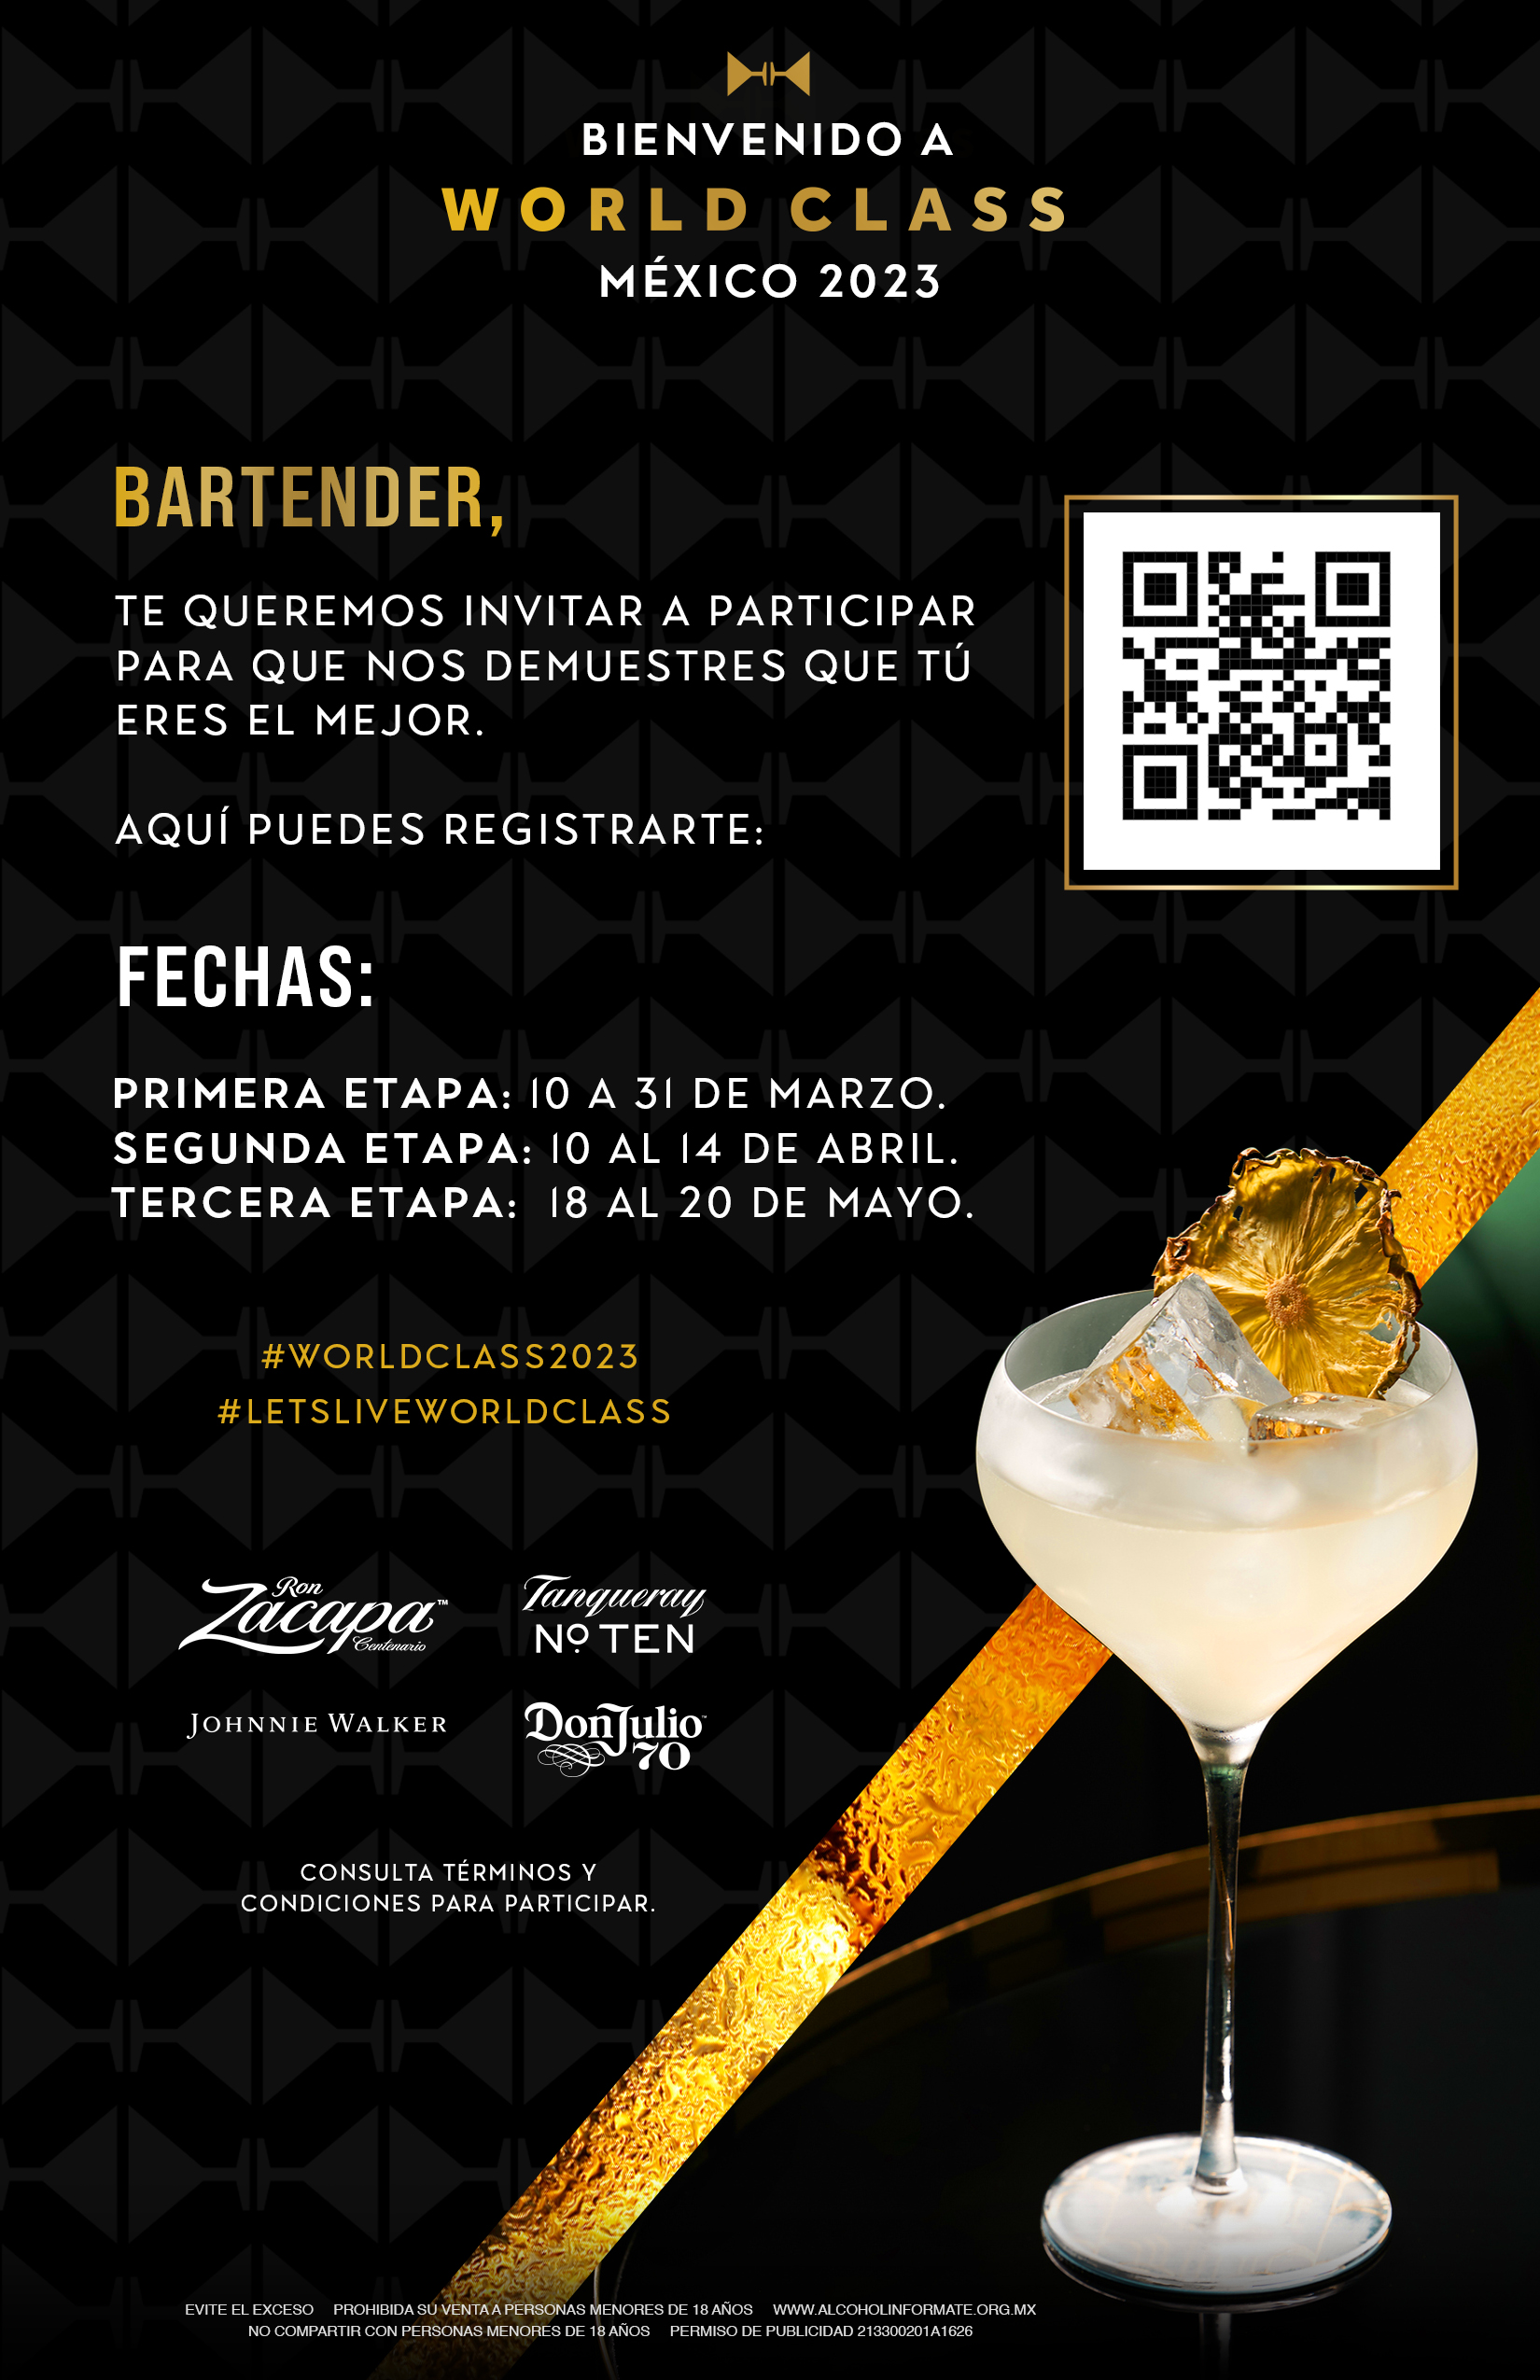 BIENVENIDO A
WORLD CLASS
MÉXICO 2023
BARTENDER,
TE QUEREMOS INVITAR A PARTICIPAR
PARA QUE NOS DEMUESTRES QUE TÚ
ERES EL MEJOR.
AQUÍ PUEDES REGISTRARTE:
FECHAS:
PRIMERA ETAPA: 10 A 31 DE MARZO.
SEGUNDA ETAPA: 10 AL 14 DE ABRIL.
TERCERA ETAPA: 18 AL 20 DE MAYO.
#WORLDCLASS2023
#LETSLIVEWORLDCLASS
Ron
Zacapa™
Centenario
Tanqueray
Nº TEN
JOHNNIE WALKER
DonJulio™
70
CONSULTA TÉRMINOS Y
CONDICIONES PARA PARTICIPAR.
EVITE EL EXCESO PROHIBIDA SU VENTA A PERSONAS MENORES DE 18 AÑOS WWW.ALCOHOLINFORMATE.ORG.MX
NO COMPARTIR CON PERSONAS MENORES DE 18 AÑOS PERMISO DE PUBLICIDAD 213300201A1626